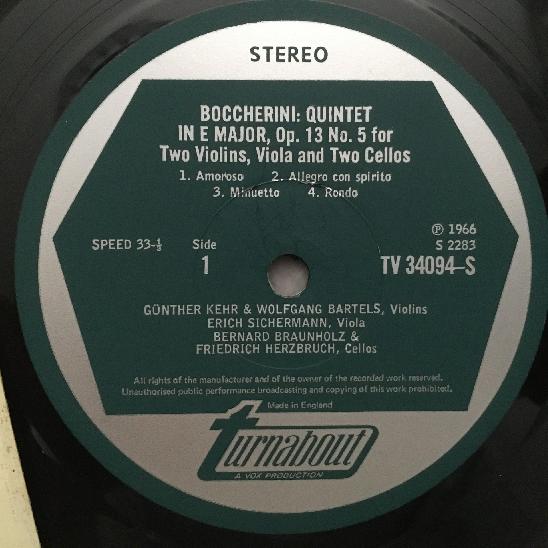 STEREO
BOCCHERINI: QUINTET
IN E MAJOR, Op. 13 No. 5 for
Two Violins, Viola and Two Cellos
1. Amoroso 2. Allegro con spirito
3. Minuetto 4. Rondo
℗ 1966
SPEED 33-⅓ Side S 2283
1 TV 34094-S
GÜNTHER KEHR & WOLFGANG BARTELS, Violins
ERICH SICHERMANN, Viola
BERNARD BRAUNHOLZ &
FRIEDRICH HERZBRUCH, Cellos
All rights of the manufacturer and of the owner of the recorded work reserved.
Unauthorised public performance broadcasting and copying of this work prohibited.
Made in England
turnabout
A VOX PRODUCTION